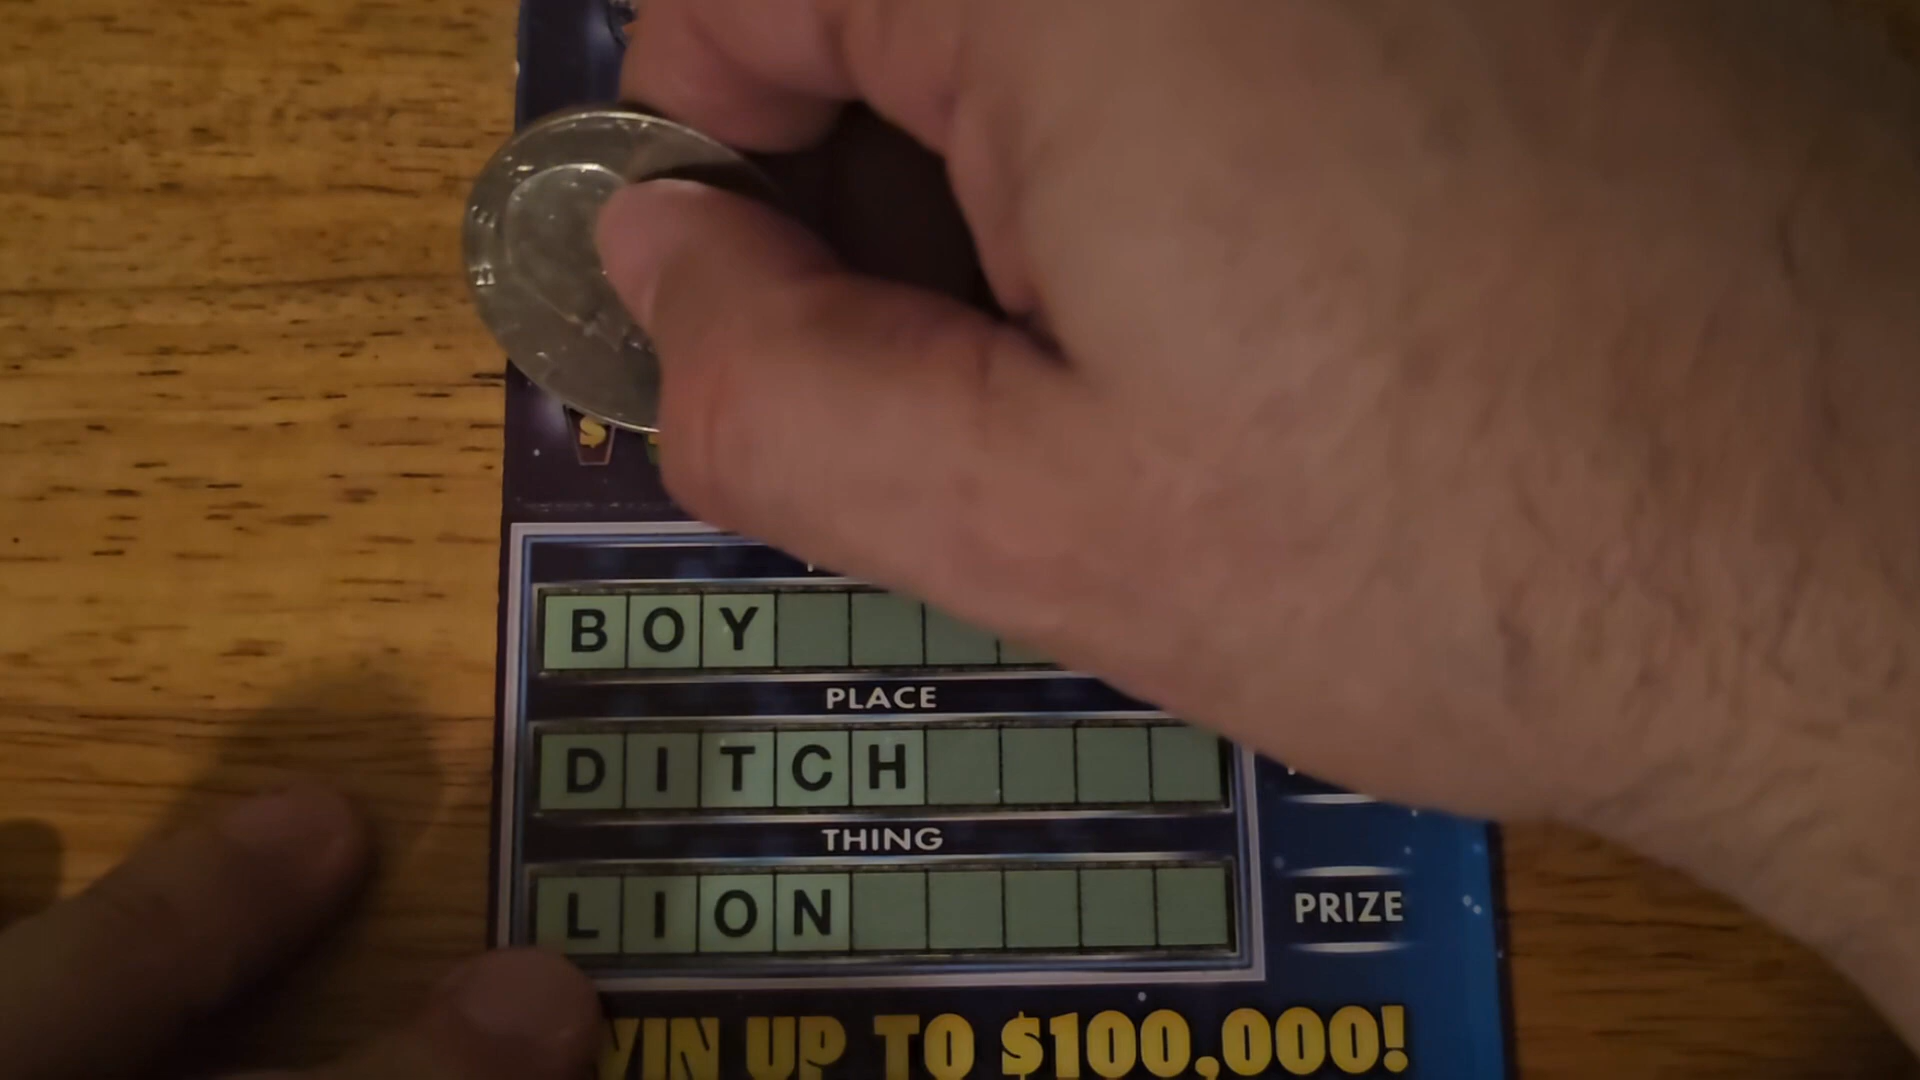 $
BOY
PLACE
DITCH
THING
LION
PRIZE
WIN UP TO $100,000!